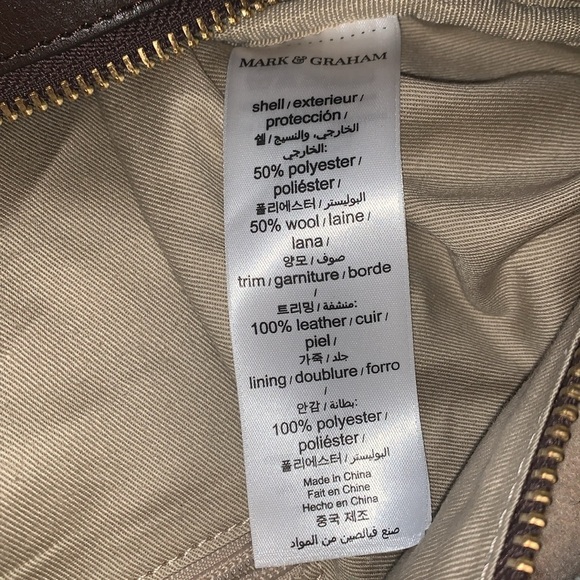 MARK & GRAHAM
shell / exterieur /
protección /
쉘 / الخارجي، والنسيج
الخارجي:
50% polyester /
poliéster /
폴리에스터 / البوليستر /
50% wool / laine /
lana /
양모 / صوف /
trim / garniture / borde
/
트리밍 / منشفة: /
100% leather / cuir /
piel /
가죽 / جلد /
lining / doublure / forro
/
안감 / بطانة:
100% polyester /
poliéster /
폴리에스터 / البوليستر /
Made in China
Fait en Chine
Hecho en China
중국 제조
صنع فيالصين من المواد